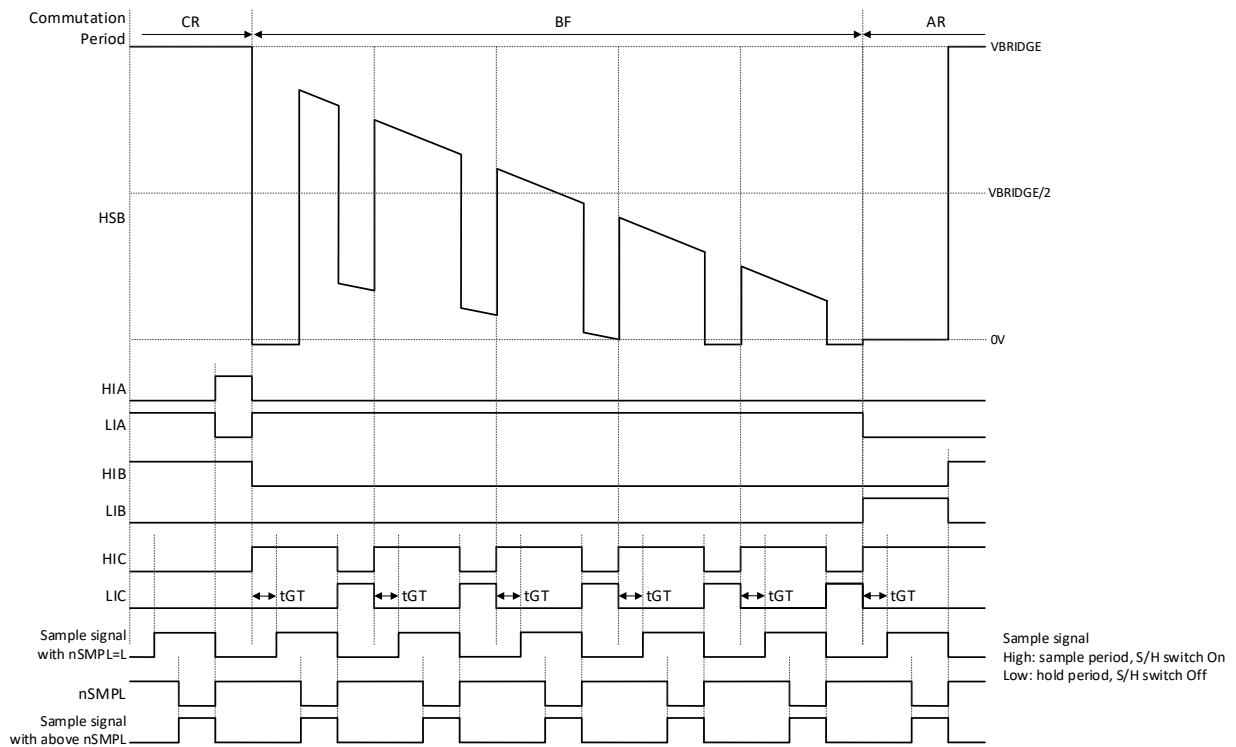 Commutation
Period
CR
BF
AR
VBRIDGE
VBRIDGE/2
HSB
0V
HIA
LIA
HIB
LIB
HIC
LIC
tGT
tGT
tGT
tGT
tGT
tGT
Sample signal
with nSMPL=L
Sample signal
High: sample period, S/H switch On
Low: hold period, S/H switch Off
nSMPL
Sample signal
with above nSMPL